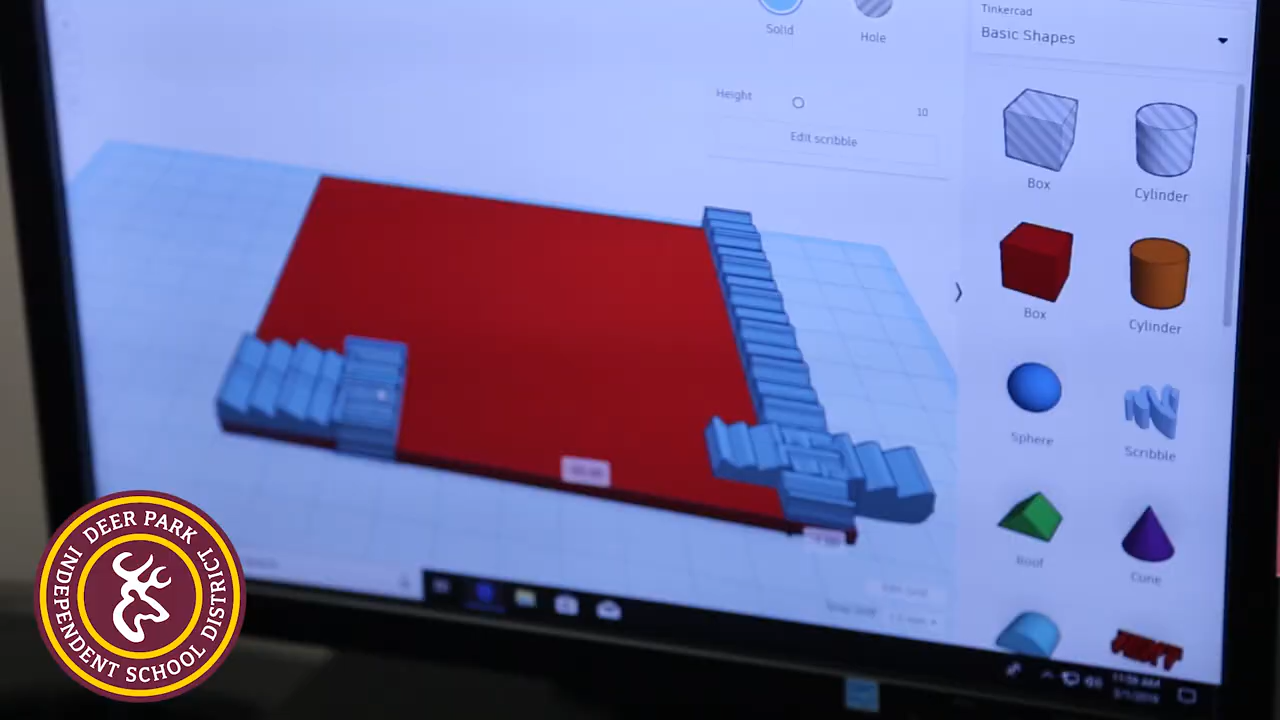 Solid
Hole
Height
10
Edit scribble
Tinkercad
Basic Shapes
Box
Cylinder
Box
Cylinder
Sphere
Scribble
Roof
Cone
TEXT
DEER PARK
INDEPENDENT SCHOOL DISTRICT